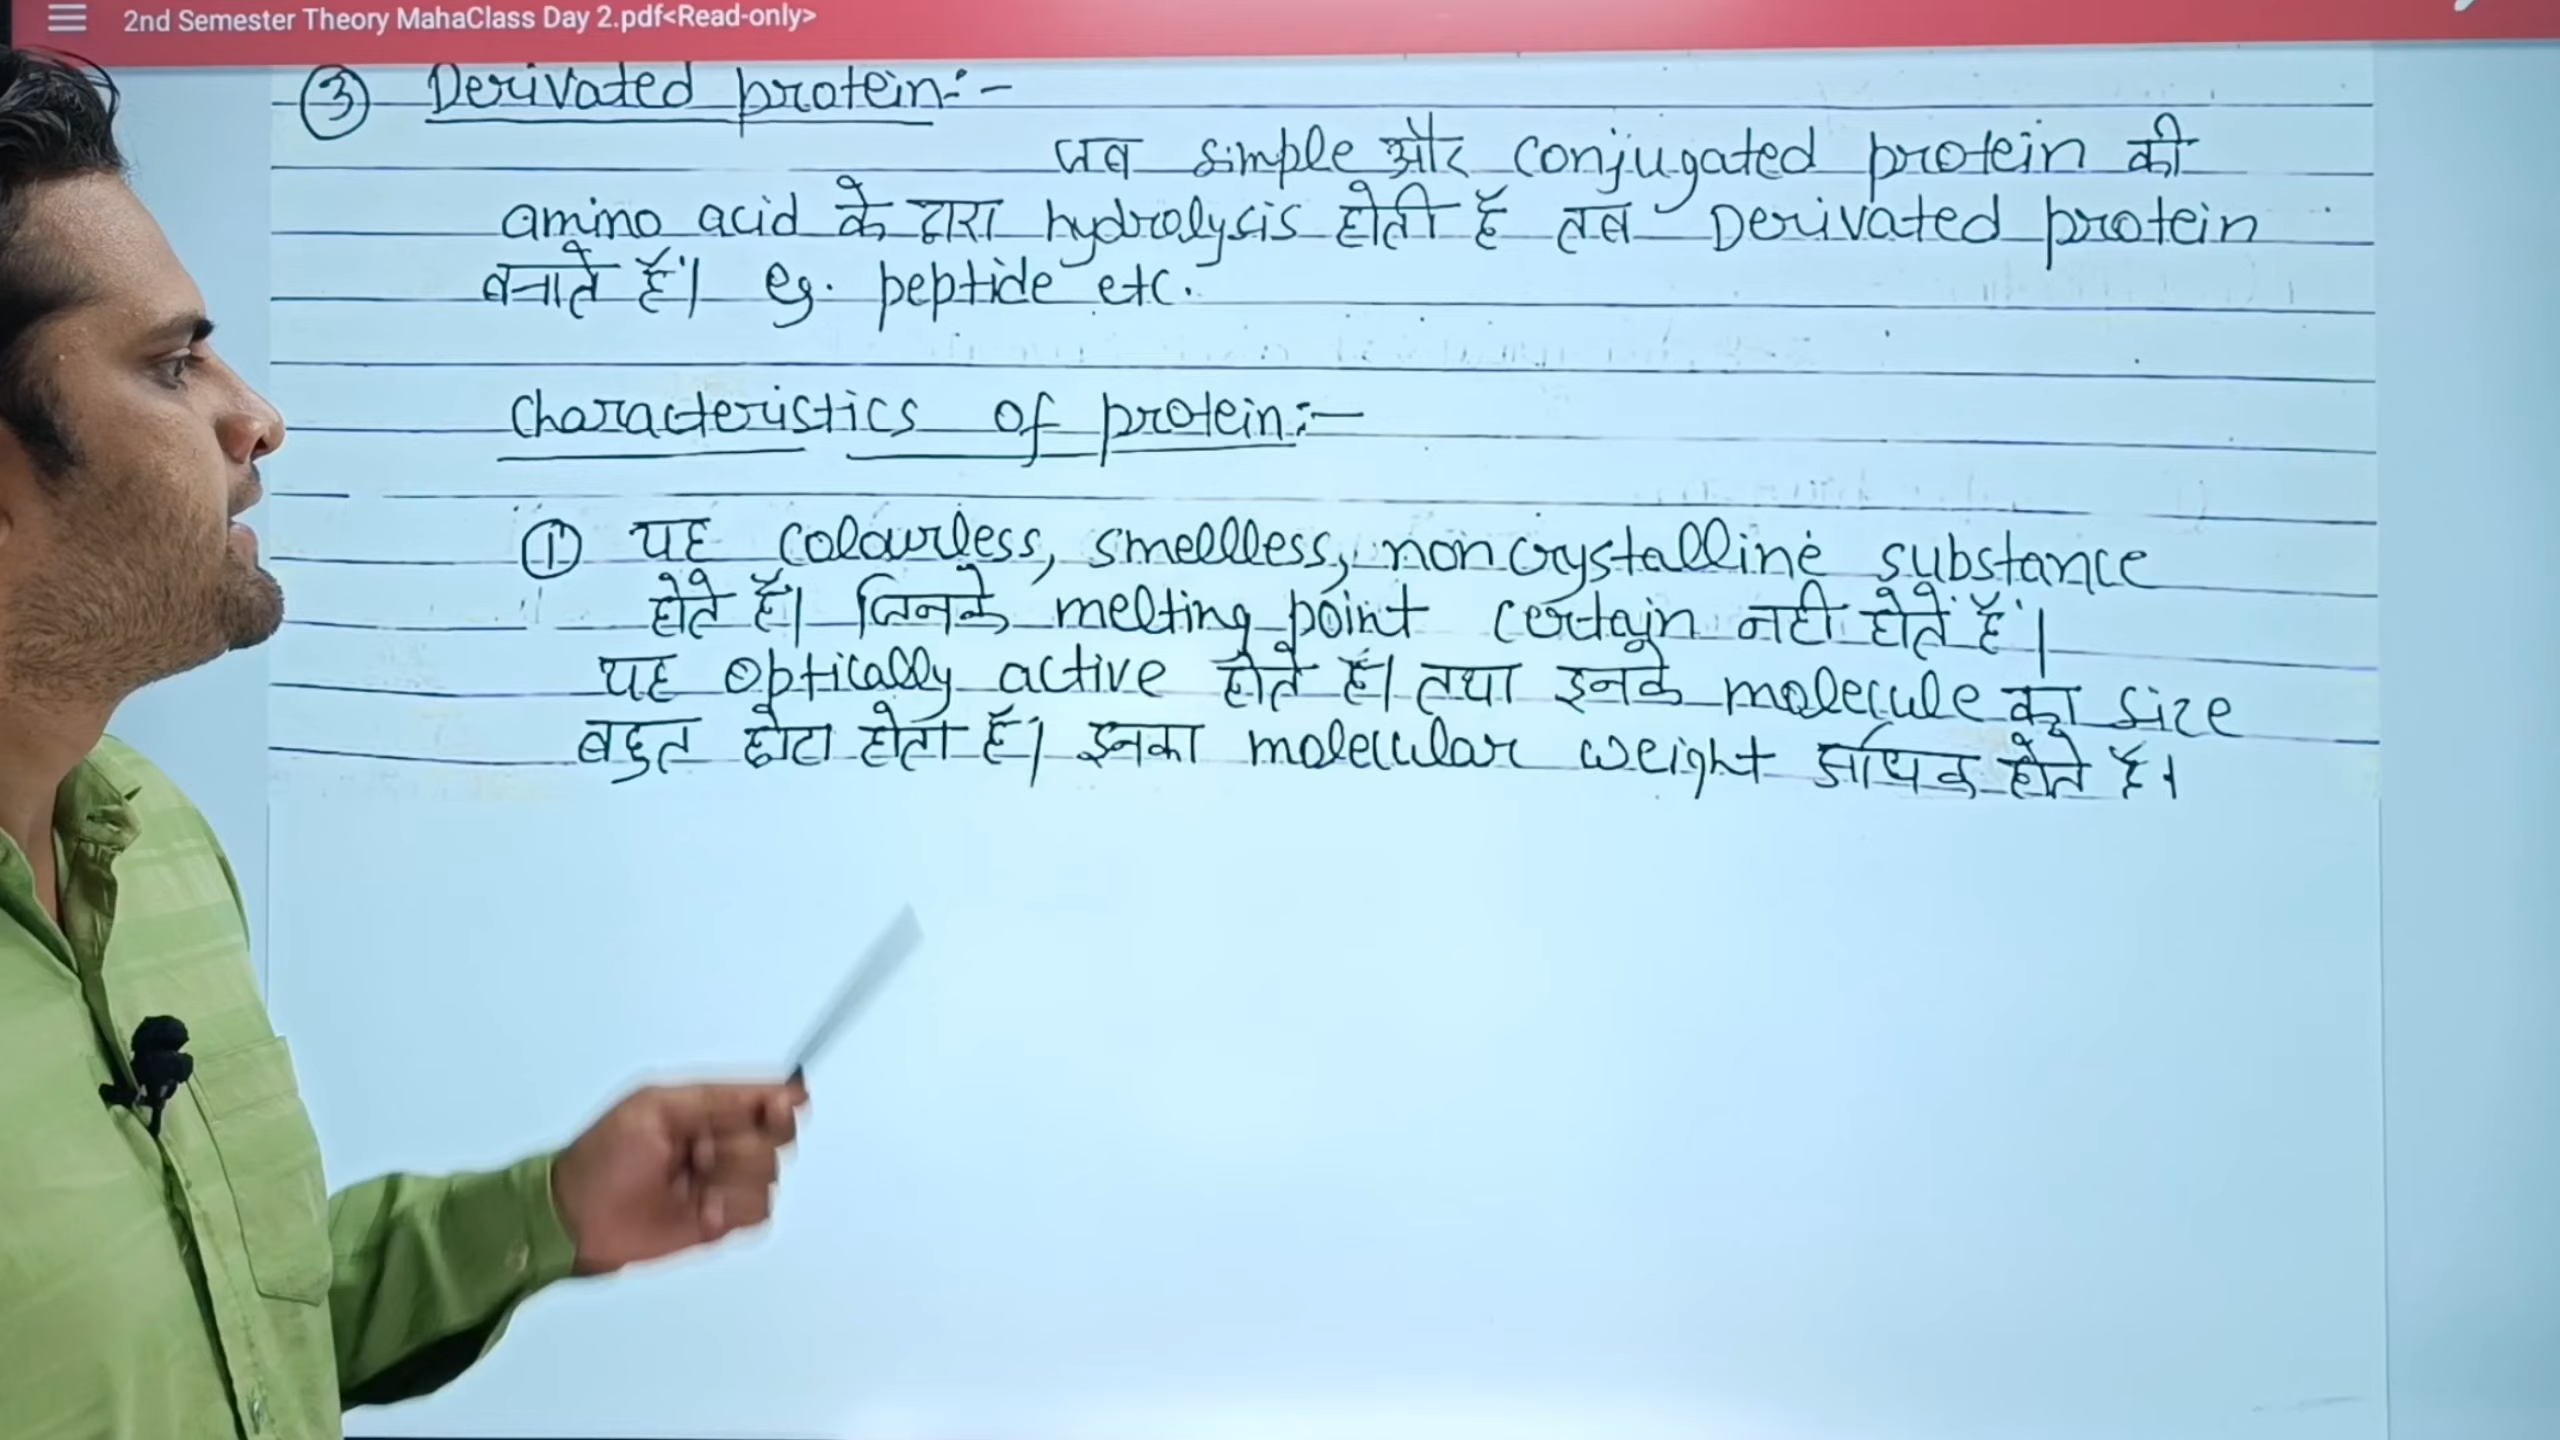 2nd Semester Theory MahaClass Day 2.pdf<Read-only>
③ Derivated protein:-
जब simple और conjugated protein की
amino acid के द्वारा hydrolysis होती है तब Derivated protein
बनाते हैं। eg. peptide etc.
Characteristics of protein:-
① यह colourless, smellless, noncrystalline substance
होते हैं। जिनके melting point certain नही होते हैं।
यह optically active होते हैं। तथा इनके molecule का size
बहुत छोटा होता है। इनका molecular weight अधिक होते हैं।